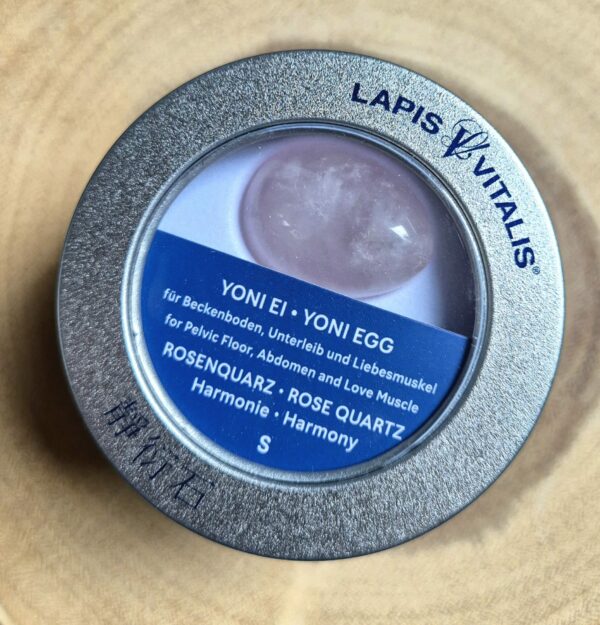 LAPIS VITALIS®
YONI EI • YONI EGG
für Beckenboden, Unterleib und Liebesmuskel
for Pelvic Floor, Abdomen and Love Muscle
ROSENQUARZ • ROSE QUARTZ
Harmonie • Harmony
S